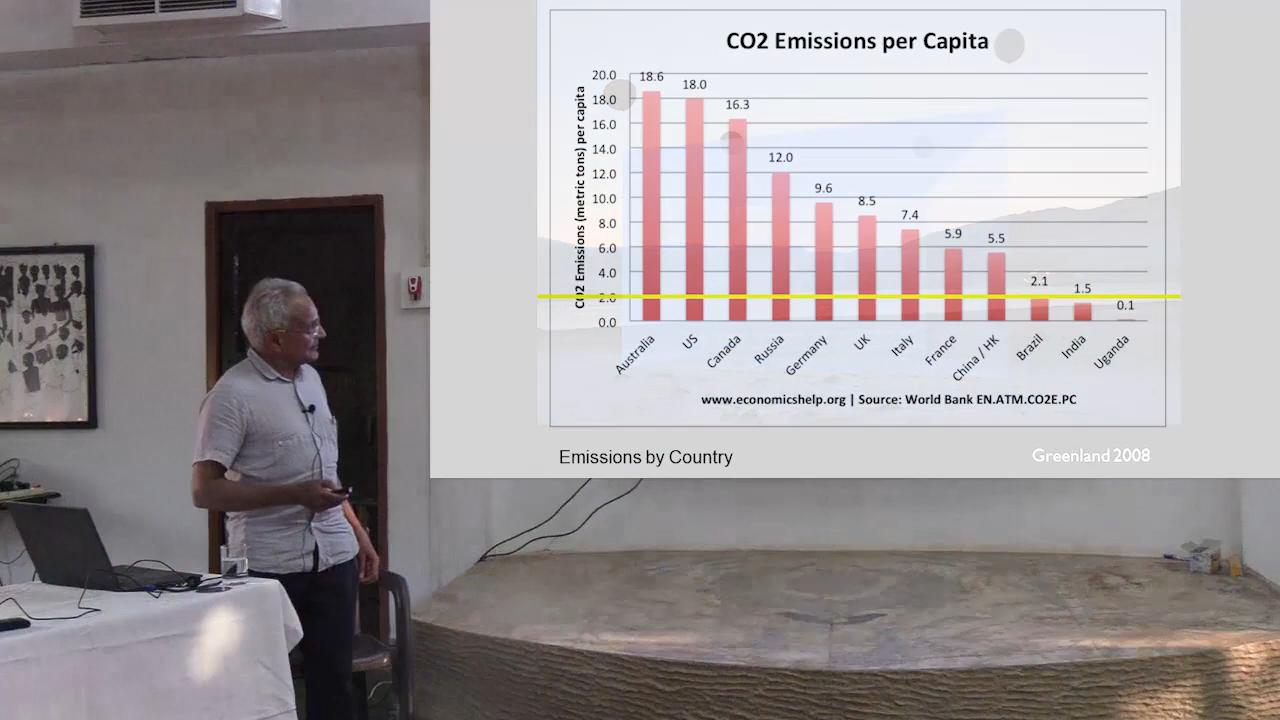 CO2 Emissions per Capita
CO2 Emissions (metric tons) per capita
20.0
18.0
16.0
14.0
12.0
10.0
8.0
6.0
4.0
2.0
0.0
18.6
18.0
16.3
12.0
9.6
8.5
7.4
5.9
5.5
2.1
1.5
0.1
Australia
US
Canada
Russia
Germany
UK
Italy
France
China / HK
Brazil
India
Uganda
www.economicshelp.org | Source: World Bank EN.ATM.CO2E.PC
Emissions by Country
Greenland 2008